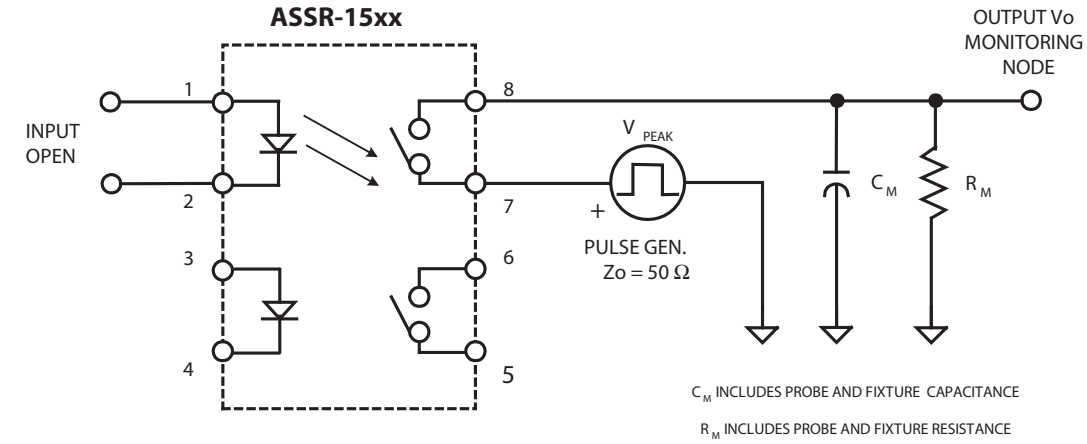 ASSR-15xx
OUTPUT Vo
MONITORING
NODE
1
8
INPUT
OPEN
V PEAK
C M
R M
2
7
+
PULSE GEN.
Zo = 50 Ω
3
6
4
5
C M INCLUDES PROBE AND FIXTURE CAPACITANCE
R M INCLUDES PROBE AND FIXTURE RESISTANCE